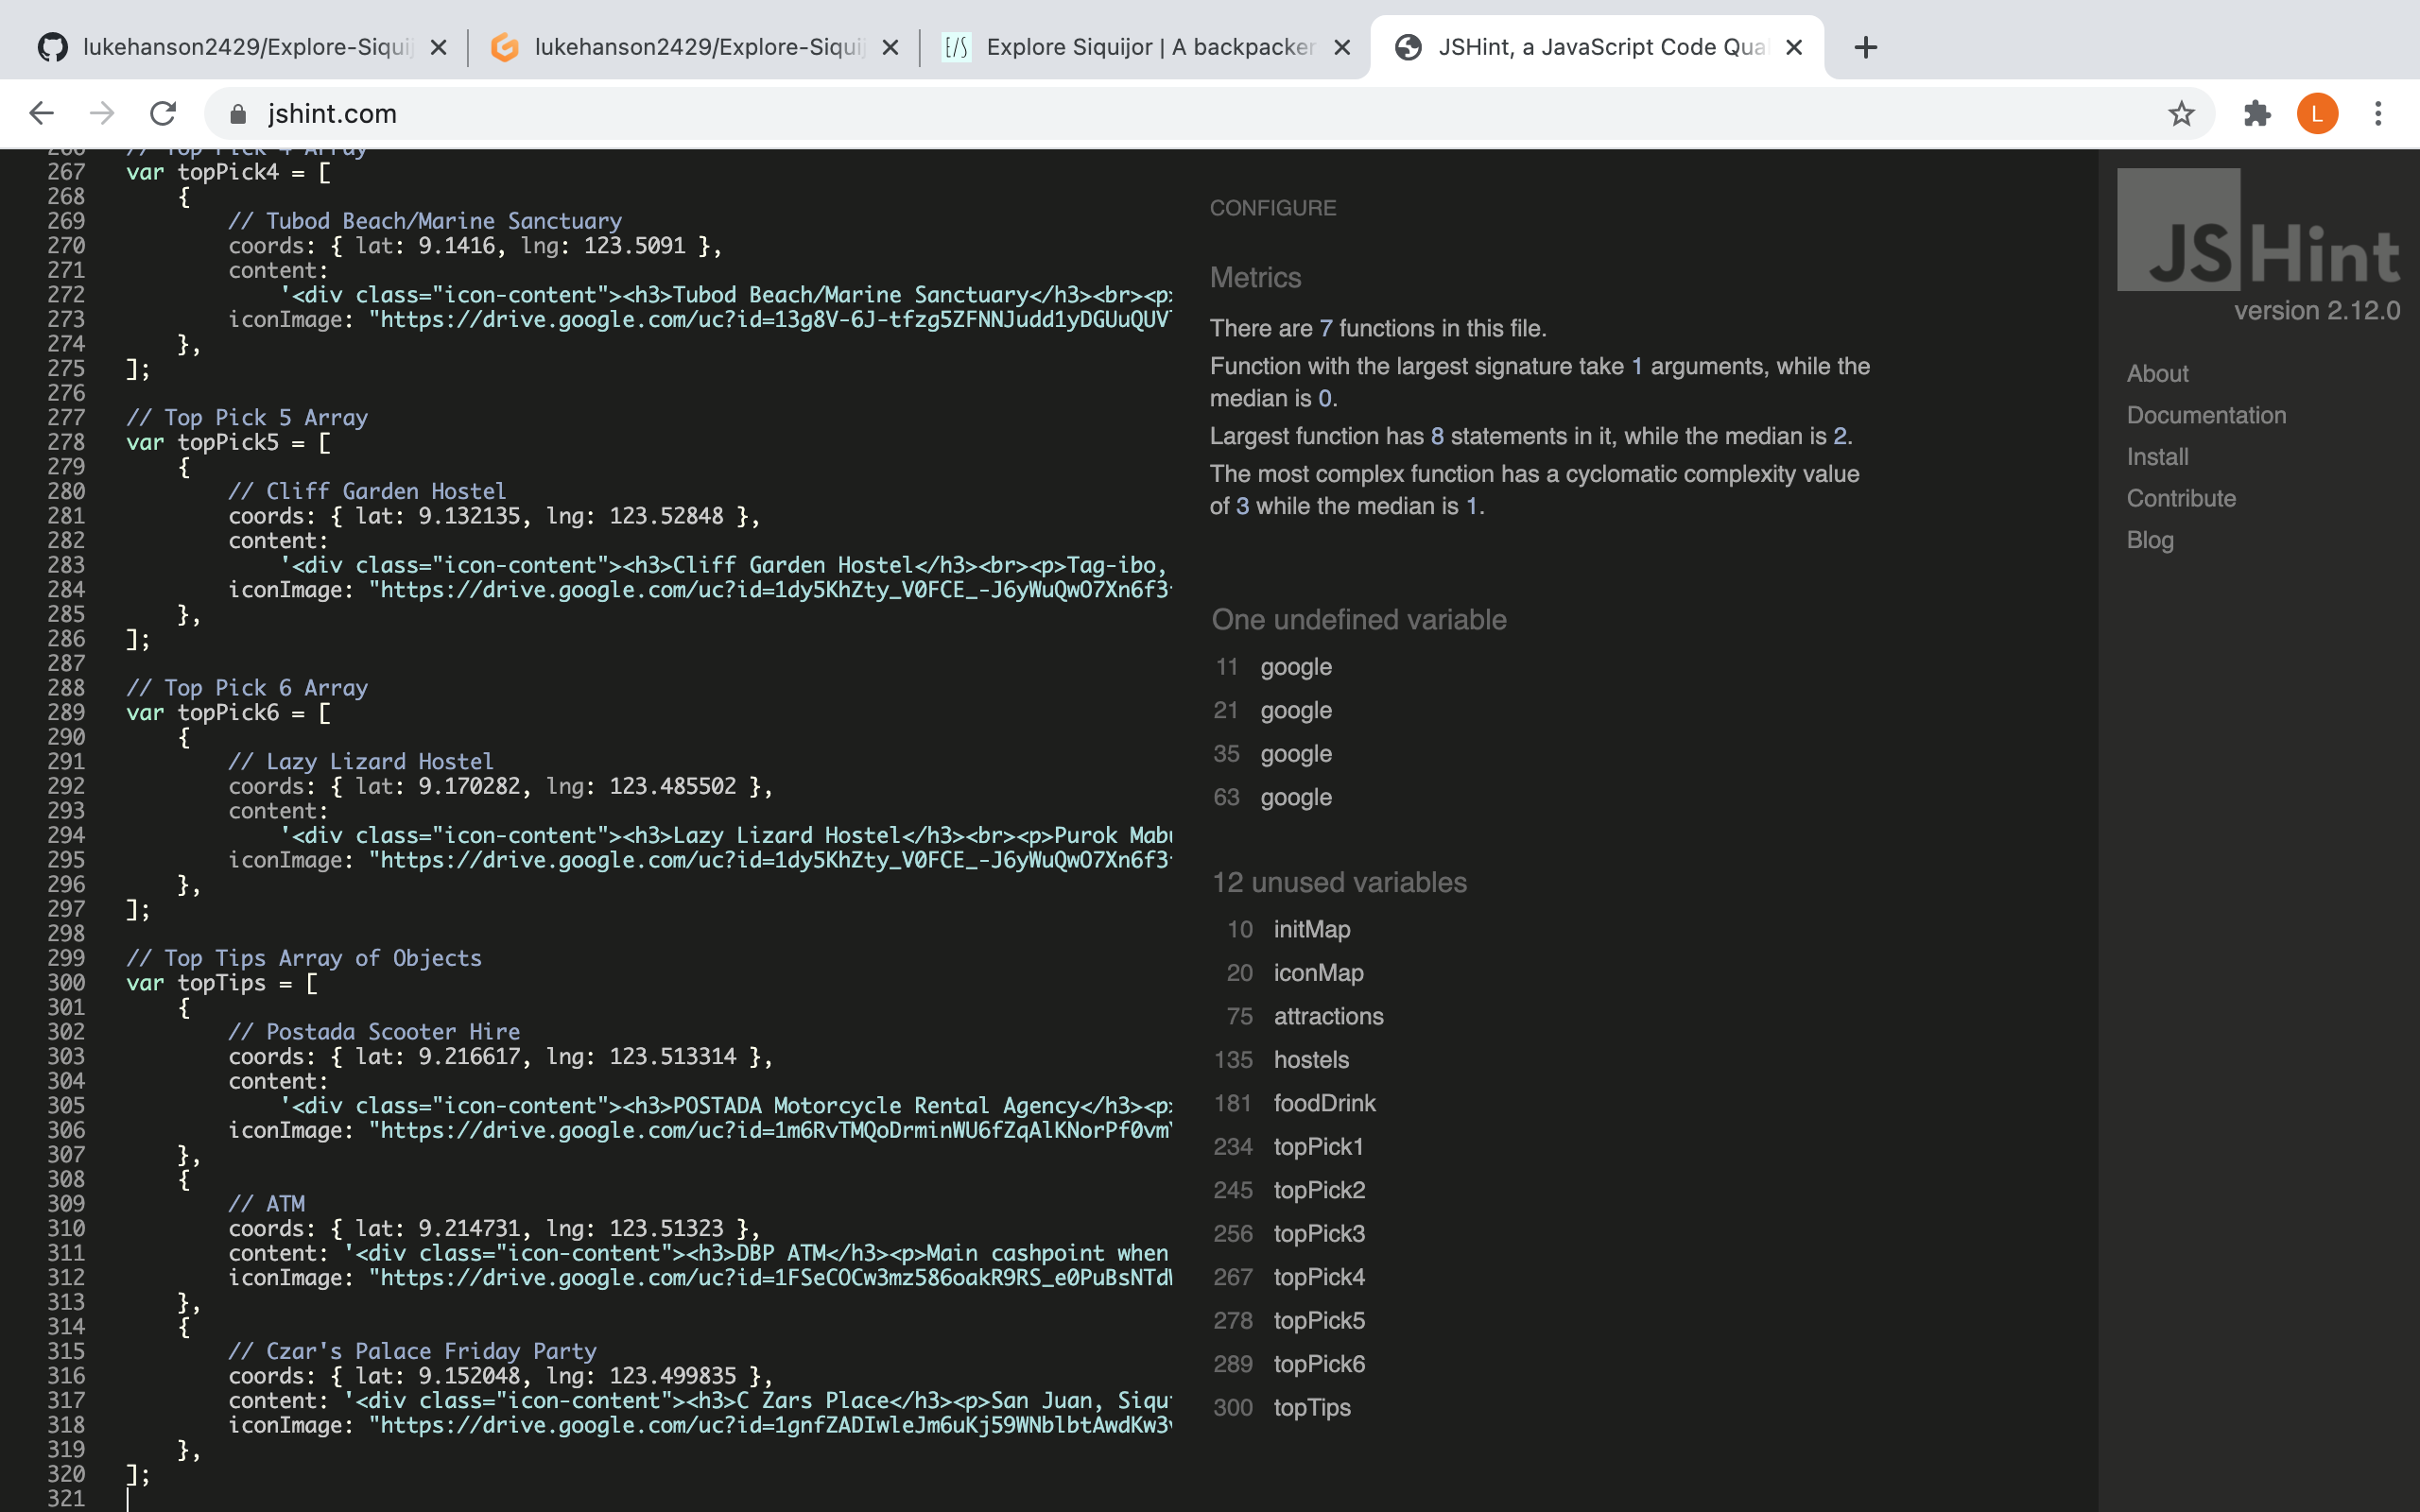 lukehanson2429/Explore-Siquij
lukehanson2429/Explore-Siquij
[E/S] Explore Siquijor | A backpacker
JSHint, a JavaScript Code Qua
jshint.com
L
266 // Top Pick 4 Array
267 var topPick4 = [
268 {
269 // Tubod Beach/Marine Sanctuary
270 coords: { lat: 9.1416, lng: 123.5091 },
271 content:
272 '<div class="icon-content"><h3>Tubod Beach/Marine Sanctuary</h3><br><p>
273 iconImage: "https://drive.google.com/uc?id=13g8V-6J-tfzg5ZFNNJudd1yDGUuQUV
274 },
275 ];
276
277 // Top Pick 5 Array
278 var topPick5 = [
279 {
280 // Cliff Garden Hostel
281 coords: { lat: 9.132135, lng: 123.52848 },
282 content:
283 '<div class="icon-content"><h3>Cliff Garden Hostel</h3><br><p>Tag-ibo,
284 iconImage: "https://drive.google.com/uc?id=1dy5KhZty_V0FCE_-J6yWuQwO7Xn6f3
285 },
286 ];
287
288 // Top Pick 6 Array
289 var topPick6 = [
290 {
291 // Lazy Lizard Hostel
292 coords: { lat: 9.170282, lng: 123.485502 },
293 content:
294 '<div class="icon-content"><h3>Lazy Lizard Hostel</h3><br><p>Purok Mabu
295 iconImage: "https://drive.google.com/uc?id=1dy5KhZty_V0FCE_-J6yWuQwO7Xn6f3
296 },
297 ];
298
299 // Top Tips Array of Objects
300 var topTips = [
301 {
302 // Postada Scooter Hire
303 coords: { lat: 9.216617, lng: 123.513314 },
304 content:
305 '<div class="icon-content"><h3>POSTADA Motorcycle Rental Agency</h3><p>
306 iconImage: "https://drive.google.com/uc?id=1m6RvTMQoDrminWU6fZqAlKNorPf0vm
307 },
308 {
309 // ATM
310 coords: { lat: 9.214731, lng: 123.51323 },
311 content: '<div class="icon-content"><h3>DBP ATM</h3><p>Main cashpoint when
312 iconImage: "https://drive.google.com/uc?id=1FSeCOCw3mz586oakR9RS_e0PuBsNTdW
313 },
314 {
315 // Czar's Palace Friday Party
316 coords: { lat: 9.152048, lng: 123.499835 },
317 content: '<div class="icon-content"><h3>C Zars Place</h3><p>San Juan, Siqu
318 iconImage: "https://drive.google.com/uc?id=1gnfZADIwleJm6uKj59WNblbtAwdKw3
319 },
320 ];
321
CONFIGURE
Metrics
There are 7 functions in this file.
Function with the largest signature take 1 arguments, while the
median is 0.
Largest function has 8 statements in it, while the median is 2.
The most complex function has a cyclomatic complexity value
of 3 while the median is 1.
One undefined variable
11 google
21 google
35 google
63 google
12 unused variables
10 initMap
20 iconMap
75 attractions
135 hostels
181 foodDrink
234 topPick1
245 topPick2
256 topPick3
267 topPick4
278 topPick5
289 topPick6
300 topTips
JSHint
version 2.12.0
About
Documentation
Install
Contribute
Blog